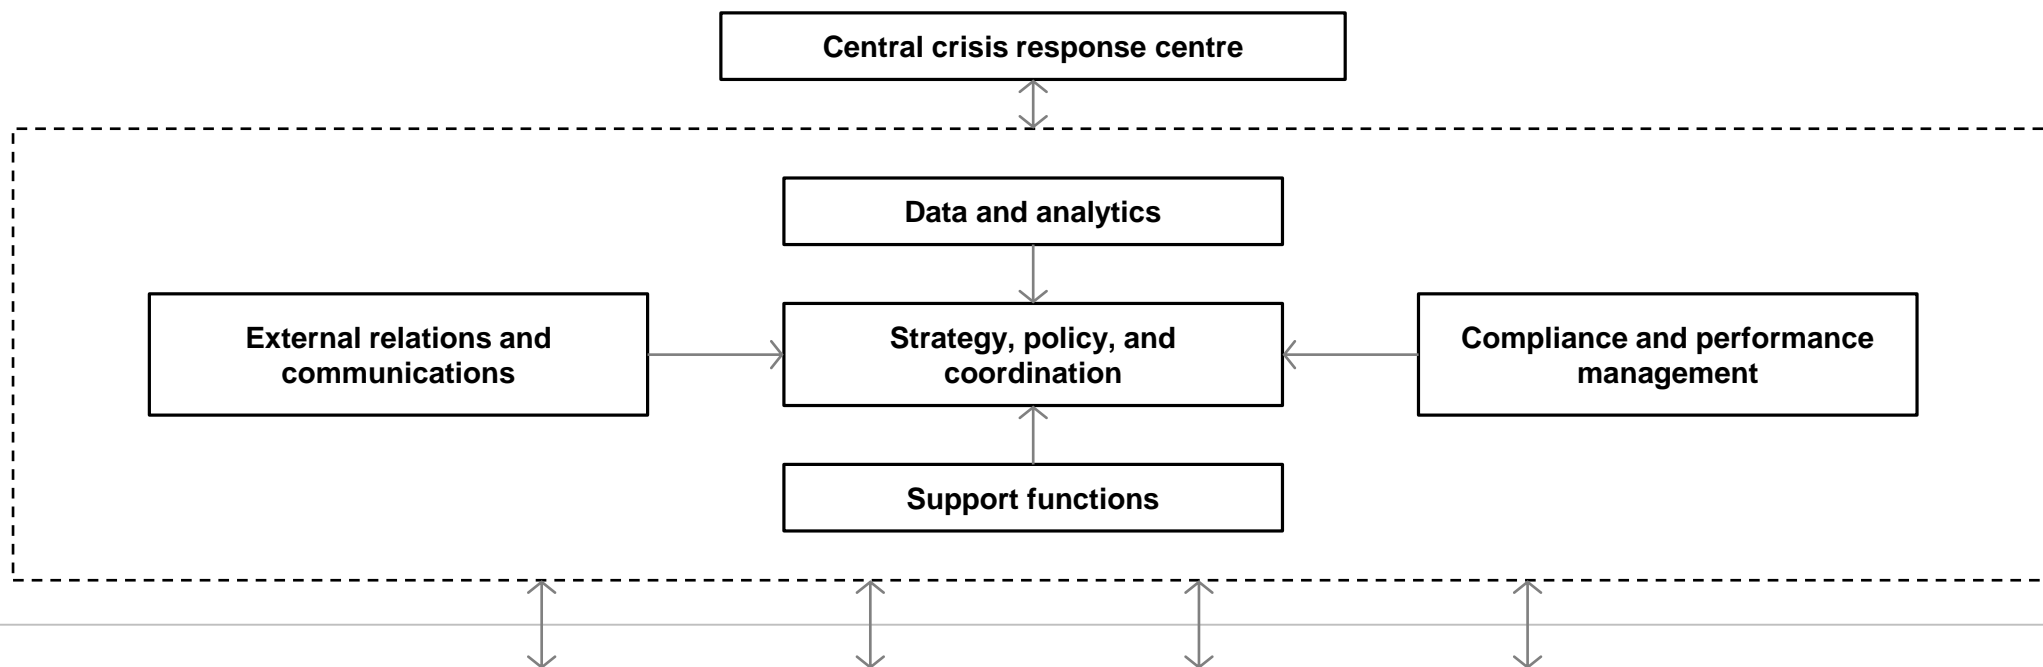 Central crisis response centre
Data and analytics
External relations and
communications
Strategy, policy, and
coordination
Compliance and performance
management
Support functions